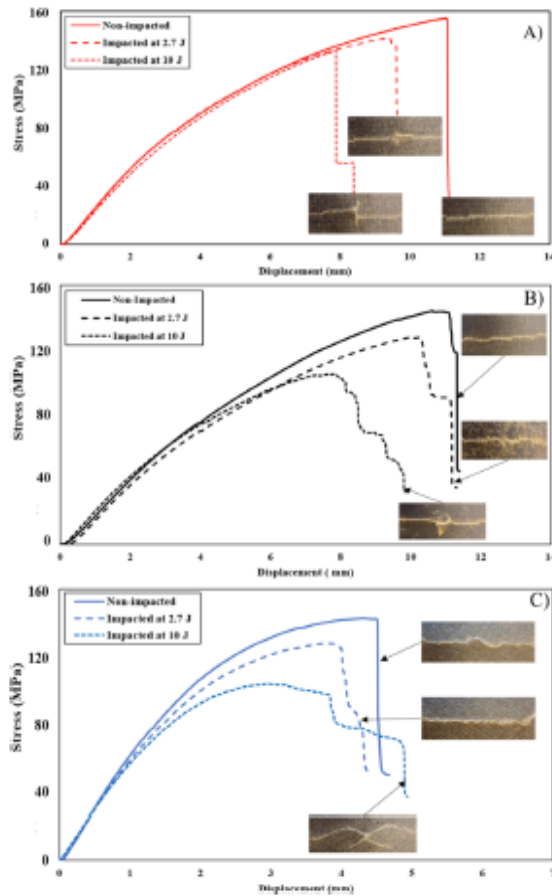 160
120
80
40
0
Stress (MPa)
Non-impacted
Impacted at 2.7 J
Impacted at 10 J
A)
0 2 4 6 8 10 12 14
Displacement (mm)
160
120
80
40
0
Stress (MPa)
Non-Impacted
Impacted at 2.7 J
Impacted at 10 J
B)
0 2 4 6 8 10 12 14
Displacement ( mm)
160
120
80
40
0
Stress (MPa)
Non-impacted
Impacted at 2.7 J
Impacted at 10 J
C)
0 1 2 3 4 5 6 7
Displacement (mm)